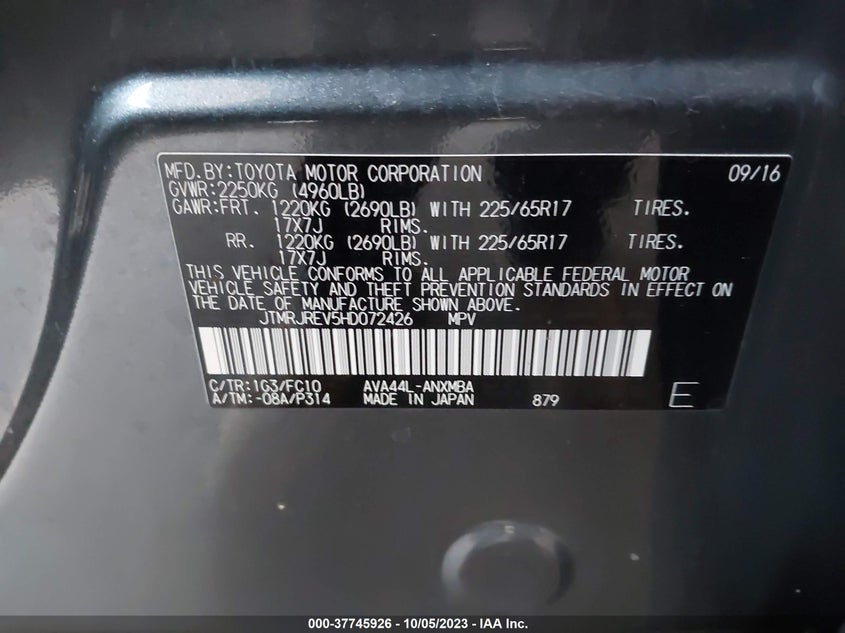 MFD.BY:TOYOTA MOTOR CORPORATION 09/16
GVWR:2250KG (4960LB)
GAWR:FRT. 1220KG (2690LB) WITH 225/65R17 TIRES.
17X7J RIMS.
RR. 1220KG (2690LB) WITH 225/65R17 TIRES.
17X7J RIMS.
THIS VEHICLE CONFORMS TO ALL APPLICABLE FEDERAL MOTOR
VEHICLE SAFETY AND THEFT PREVENTION STANDARDS IN EFFECT ON
THE DATE OF MANUFACTURE SHOWN ABOVE.
JTMRJREV5HD072426 MPV
C/TR:1G3/FC10 AVA44L-ANXMBA
A/TM:-08A/P314 MADE IN JAPAN 879 E
000-37745926 - 10/05/2023 - IAA Inc.